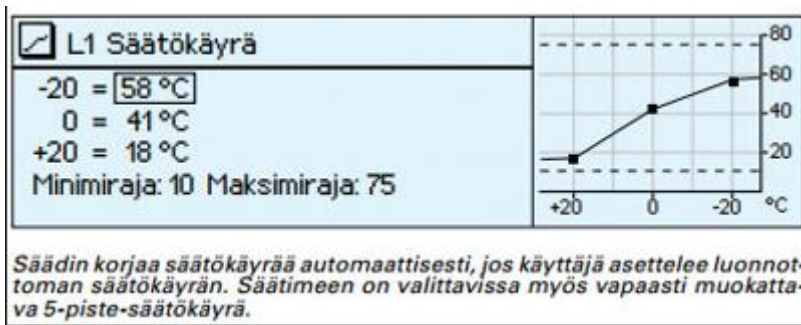 L1 Säätökäyrä
-20 = 58 °C
0 = 41 °C
+20 = 18 °C
Minimiraja: 10 Maksimiraja: 75
80
60
40
20
+20 0 -20 °C
Säädin korjaa säätökäyrää automaattisesti, jos käyttäjä asettelee luonnot-
toman säätökäyrän. Säätimeen on valittavissa myös vapaasti muokatta-
va 5-piste-säätökäyrä.